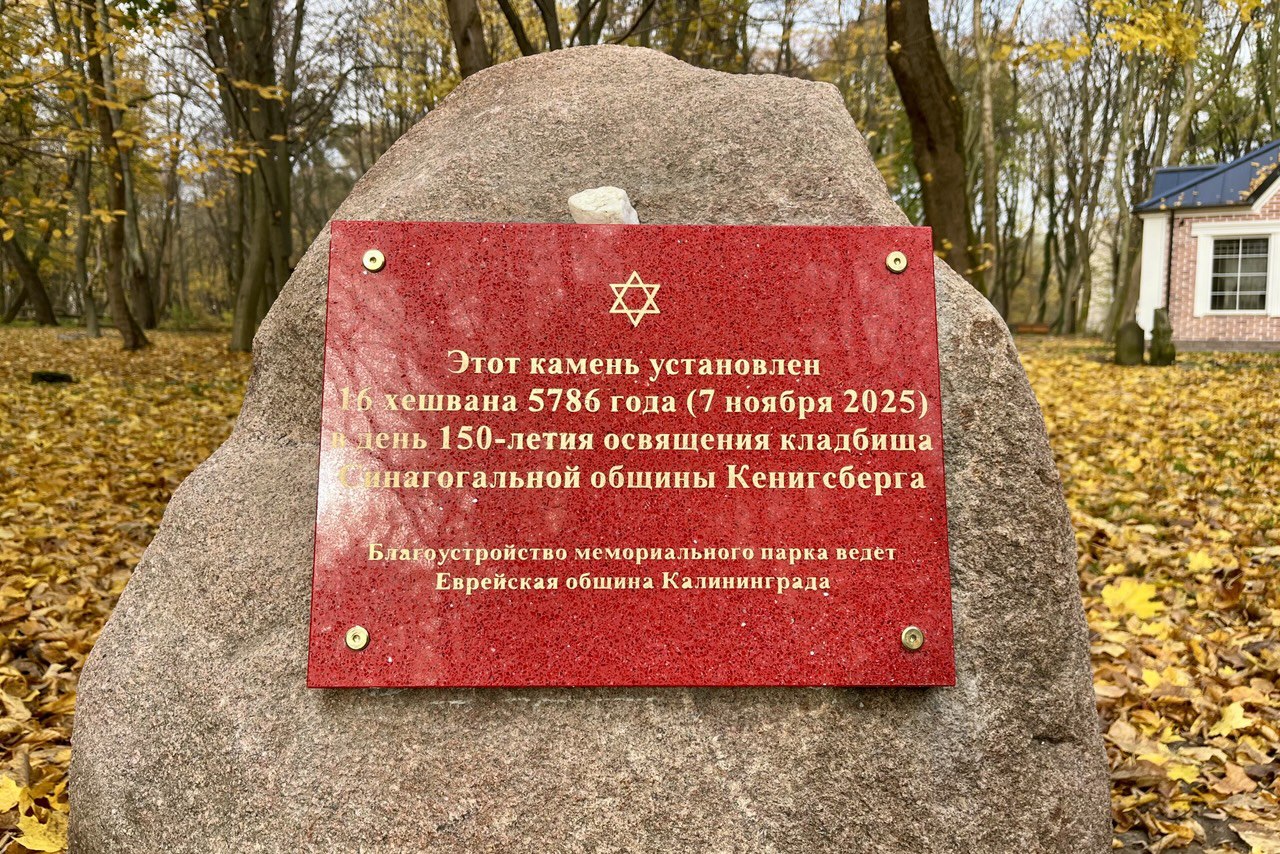 Этот камень установлен
16 хешвана 5786 года (7 ноября 2025)
в день 150-летия освящения кладбища
Синагогальной общины Кенигсберга
Благоустройство мемориального парка ведет
Еврейская община Калининграда